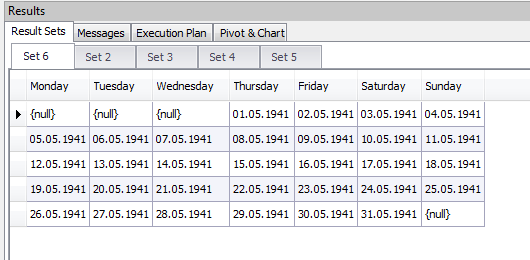 Results
Result Sets Messages Execution Plan Pivot & Chart
Set 6 Set 2 Set 3 Set 4 Set 5
Monday Tuesday Wednesday Thursday Friday Saturday Sunday
{null} {null} {null} 01.05.1941 02.05.1941 03.05.1941 04.05.1941
05.05.1941 06.05.1941 07.05.1941 08.05.1941 09.05.1941 10.05.1941 11.05.1941
12.05.1941 13.05.1941 14.05.1941 15.05.1941 16.05.1941 17.05.1941 18.05.1941
19.05.1941 20.05.1941 21.05.1941 22.05.1941 23.05.1941 24.05.1941 25.05.1941
26.05.1941 27.05.1941 28.05.1941 29.05.1941 30.05.1941 31.05.1941 {null}